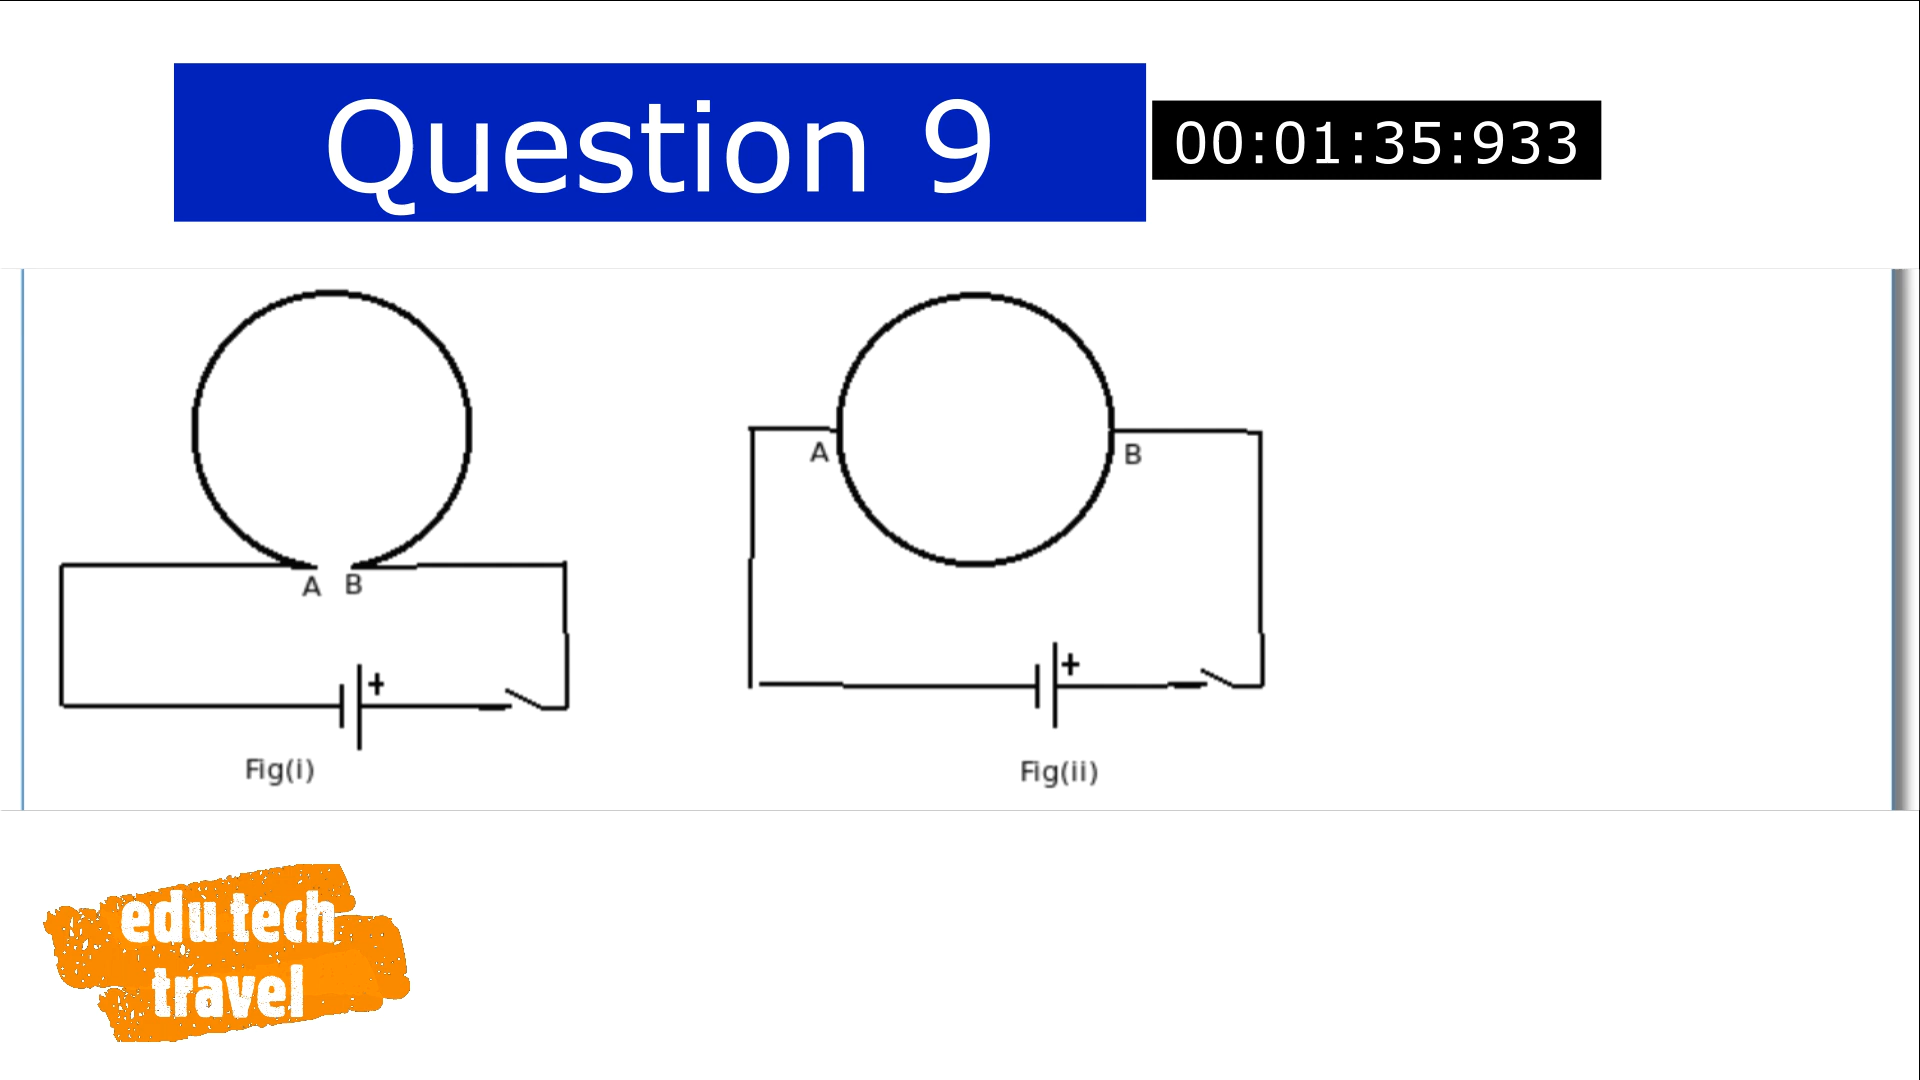 Question 9
00:01:35:933
A B
+
Fig(i)
A
B
+
Fig(ii)
edu tech
travel